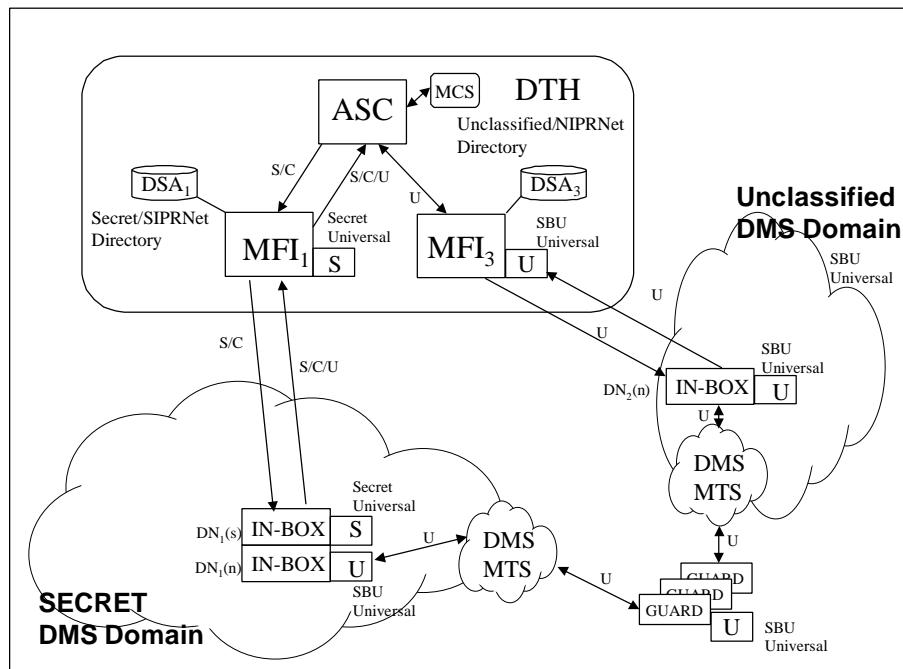 MCS
DTH
ASC
Unclassified/NIPRNet
Directory
S/C
S/C/U
U
DSA1
DSA3
Secret/SIPRNet
Directory
Secret
Universal
MFI1
S
SBU
Universal
MFI3
U
Unclassified
DMS Domain
SBU
Universal
U
U
S/C
S/C/U
SBU
Universal
DN2(n)
IN-BOX
U
U
DMS
MTS
U
Secret
Universal
DN1(s)
IN-BOX
S
DN1(n)
IN-BOX
U
SBU
Universal
U
DMS
MTS
U
GUARD
GUARD
GUARD
U
SBU
Universal
SECRET
DMS Domain